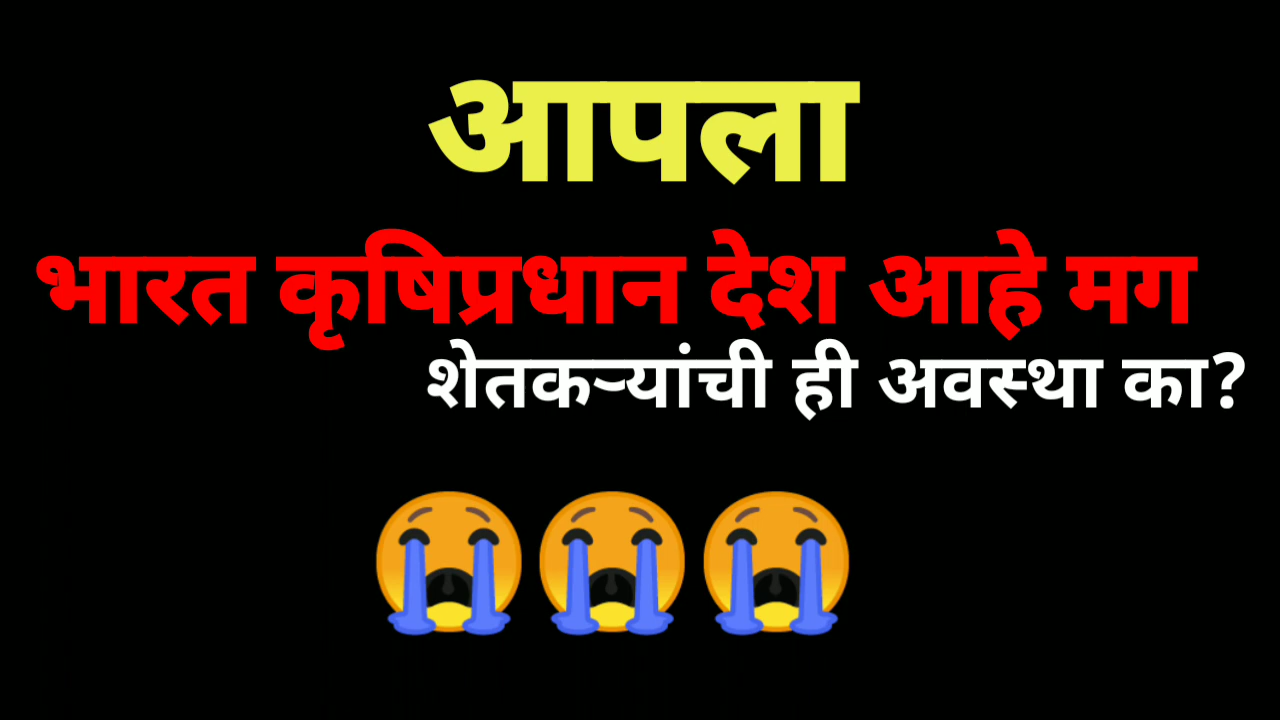 आपला
भारत कृषिप्रधान देश आहे मग
शेतकऱ्यांची ही अवस्था का?